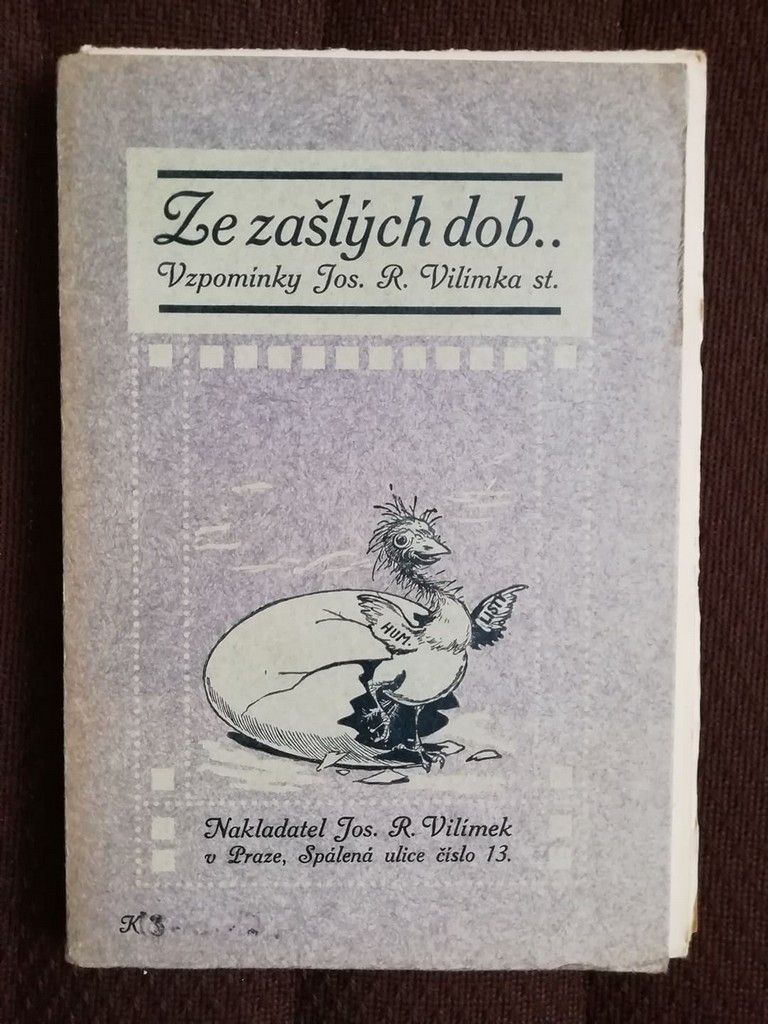 Ze zašlých dob..
Vzpomínky Jos. R. Vilímka st.
HUM.
LISTY
Nakladatel Jos. R. Vilímek
v Praze, Spálená ulice číslo 13.
K